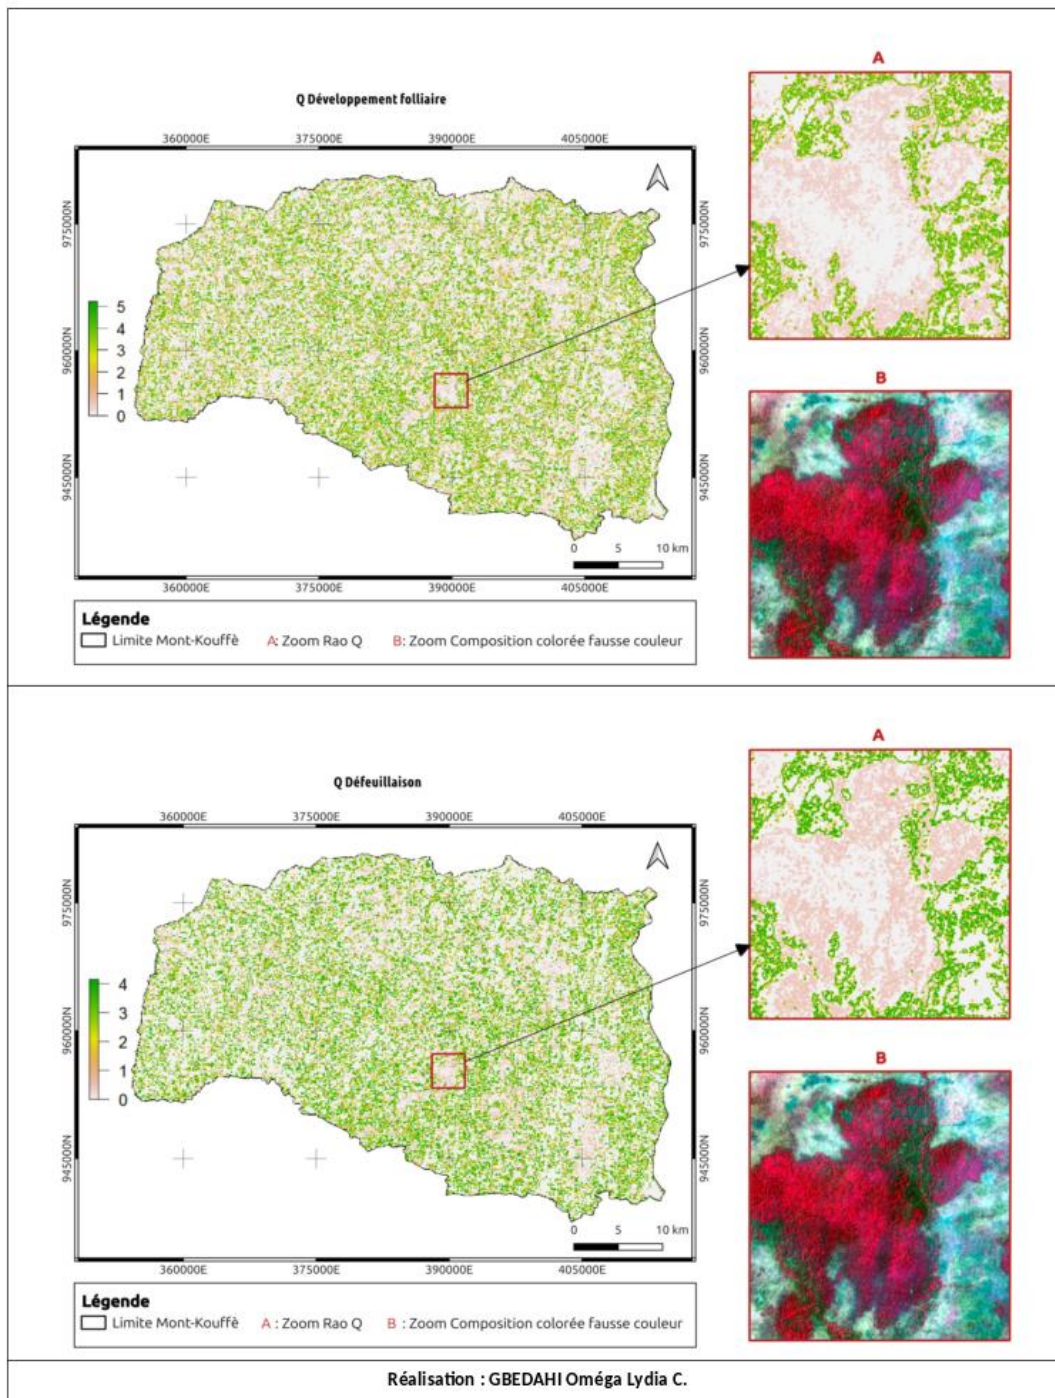 A
Q Développement folliaire
360000E 375000E 390000E 405000E
975000N
960000N
945000N
975000N
960000N
945000N
5
4
3
2
1
0
B
0 5 10 km
360000E 375000E 390000E 405000E
Légende
Limite Mont-Kouffè A: Zoom Rao Q B: Zoom Composition colorée fausse couleur
A
Q Défeuillaison
360000E 375000E 390000E 405000E
975000N
960000N
945000N
975000N
960000N
945000N
4
3
2
1
0
B
0 5 10 km
360000E 375000E 390000E 405000E
Légende
Limite Mont-Kouffè A : Zoom Rao Q B : Zoom Composition colorée fausse couleur
Réalisation : GBEDAHI Oméga Lydia C.